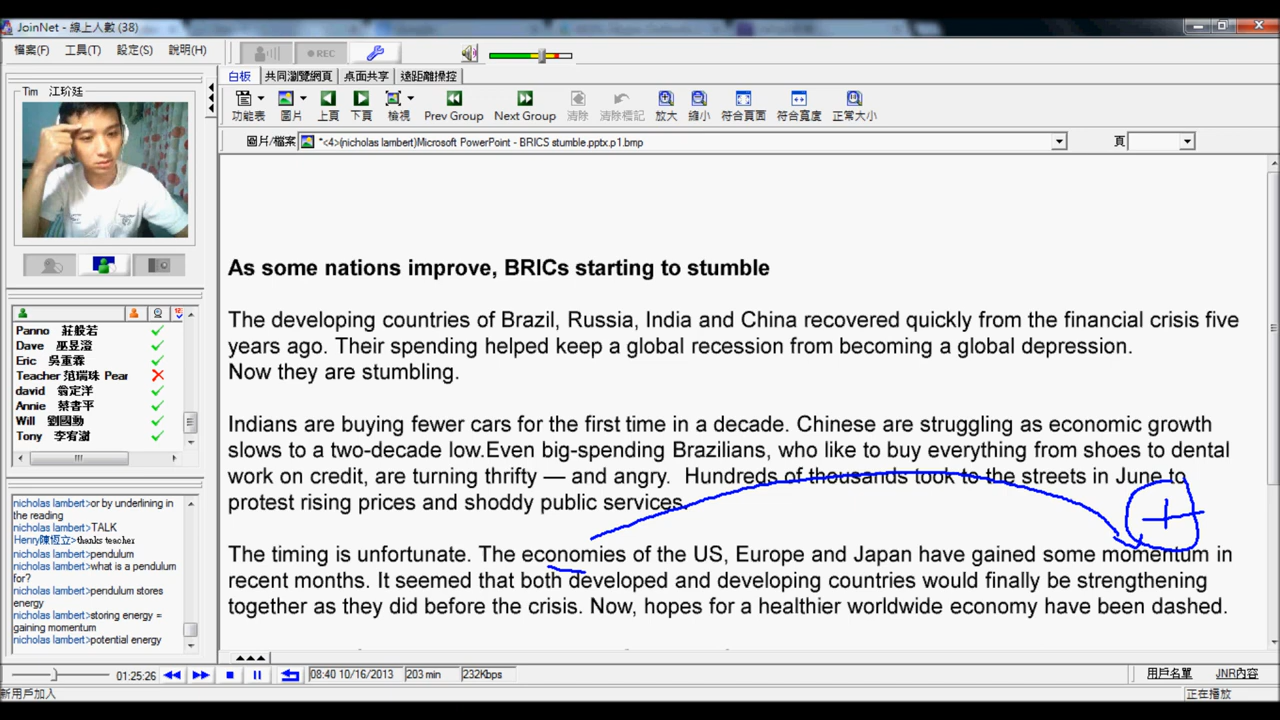 JoinNet - 線上人數 (38)
檔案(F) 工具(T) 設定(S) 說明(H)
REC
Tim 江玠廷
白板 共同瀏覽網頁 桌面共享 遠距離操控
功能表 圖片 上頁 下頁 檢視 Prev Group Next Group 清除 清除標記 放大 縮小 符合頁面 符合寬度 正常大小
圖片/檔案 *<4>(nicholas lambert)Microsoft PowerPoint - BRICS stumble.pptx.p1.bmp 頁
As some nations improve, BRICs starting to stumble
The developing countries of Brazil, Russia, India and China recovered quickly from the financial crisis five
years ago. Their spending helped keep a global recession from becoming a global depression.
Now they are stumbling.
Indians are buying fewer cars for the first time in a decade. Chinese are struggling as economic growth
slows to a two-decade low.Even big-spending Brazilians, who like to buy everything from shoes to dental
work on credit, are turning thrifty — and angry. Hundreds of thousands took to the streets in June to
protest rising prices and shoddy public services.
The timing is unfortunate. The economies of the US, Europe and Japan have gained some momentum in
recent months. It seemed that both developed and developing countries would finally be strengthening
together as they did before the crisis. Now, hopes for a healthier worldwide economy have been dashed.
Panno 莊般若
Dave 巫昱澄
Eric 吳重霖
Teacher 范瑞珠 Pear
david 翁定洋
Annie 蔡書平
Will 劉國勳
Tony 李宥澍
nicholas lambert>or by underlining in
the reading
nicholas lambert>TALK
Henry陳恆立>thanks teacher
nicholas lambert>pendulum
nicholas lambert>what is a pendulum
for?
nicholas lambert>pendulum stores
energy
nicholas lambert>storing energy =
gaining momentum
nicholas lambert>potential energy
01:25:26 08:40 10/16/2013 203 min 232Kbps 用戶名單 JNR內容
新用戶加入 正在播放